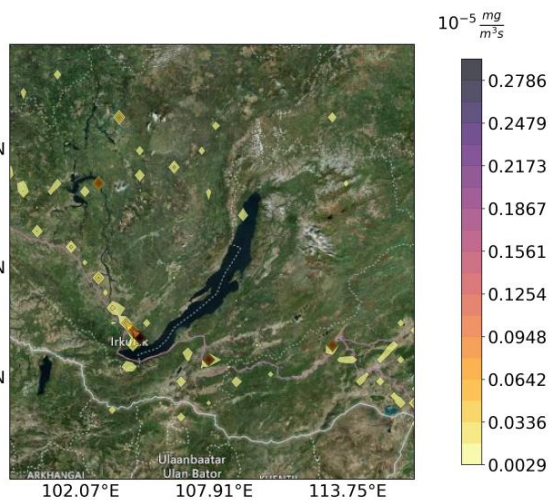 10⁻⁵ mg/m³s
0.2786
0.2479
0.2173
0.1867
0.1561
0.1254
0.0948
0.0642
0.0336
0.0029
N
N
N
Ulaanbaatar
Ulan Bator
ARKHANGAI
102.07°E 107.91°E 113.75°E